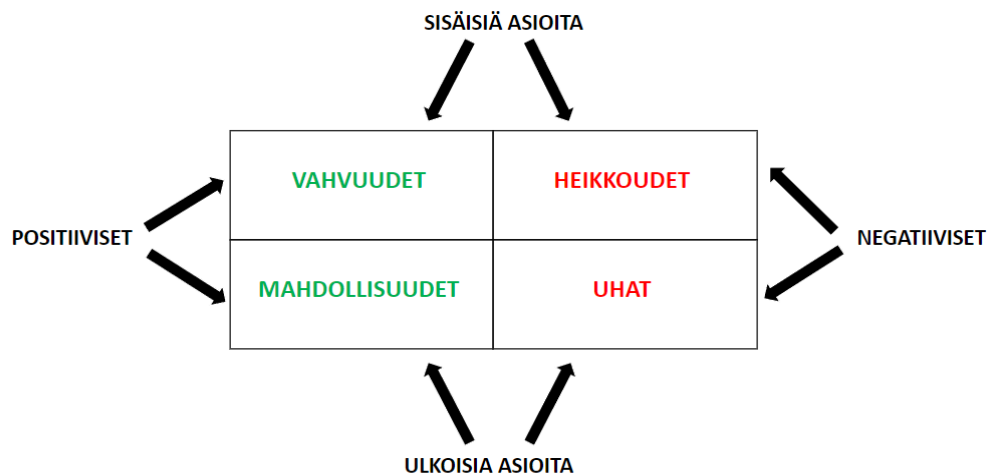 SISÄISIÄ ASIOITA
VAHVUUDET
HEIKKOUDET
POSITIIVISET
NEGATIIVISET
MAHDOLLISUUDET
UHAT
ULKOISIA ASIOITA